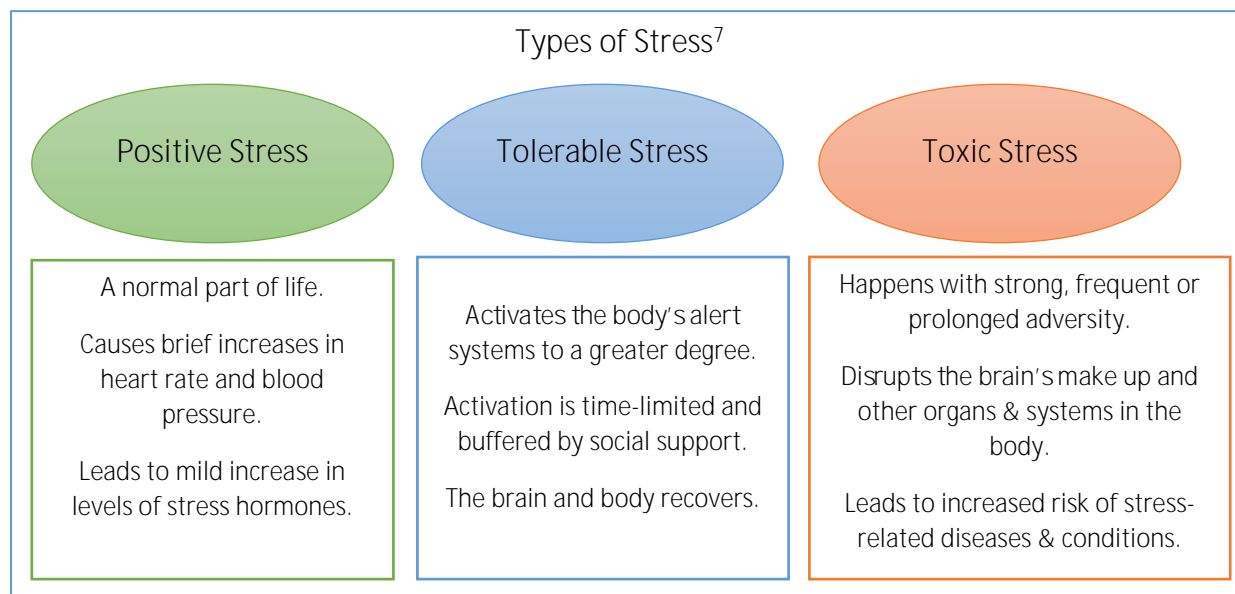 Types of Stress7
Positive Stress
Tolerable Stress
Toxic Stress
A normal part of life.
Causes brief increases in
heart rate and blood
pressure.
Leads to mild increase in
levels of stress hormones.
Activates the body's alert
systems to a greater degree.
Activation is time-limited and
buffered by social support.
The brain and body recovers.
Happens with strong, frequent or
prolonged adversity.
Disrupts the brain's make up and
other organs & systems in the
body.
Leads to increased risk of stress-
related diseases & conditions.